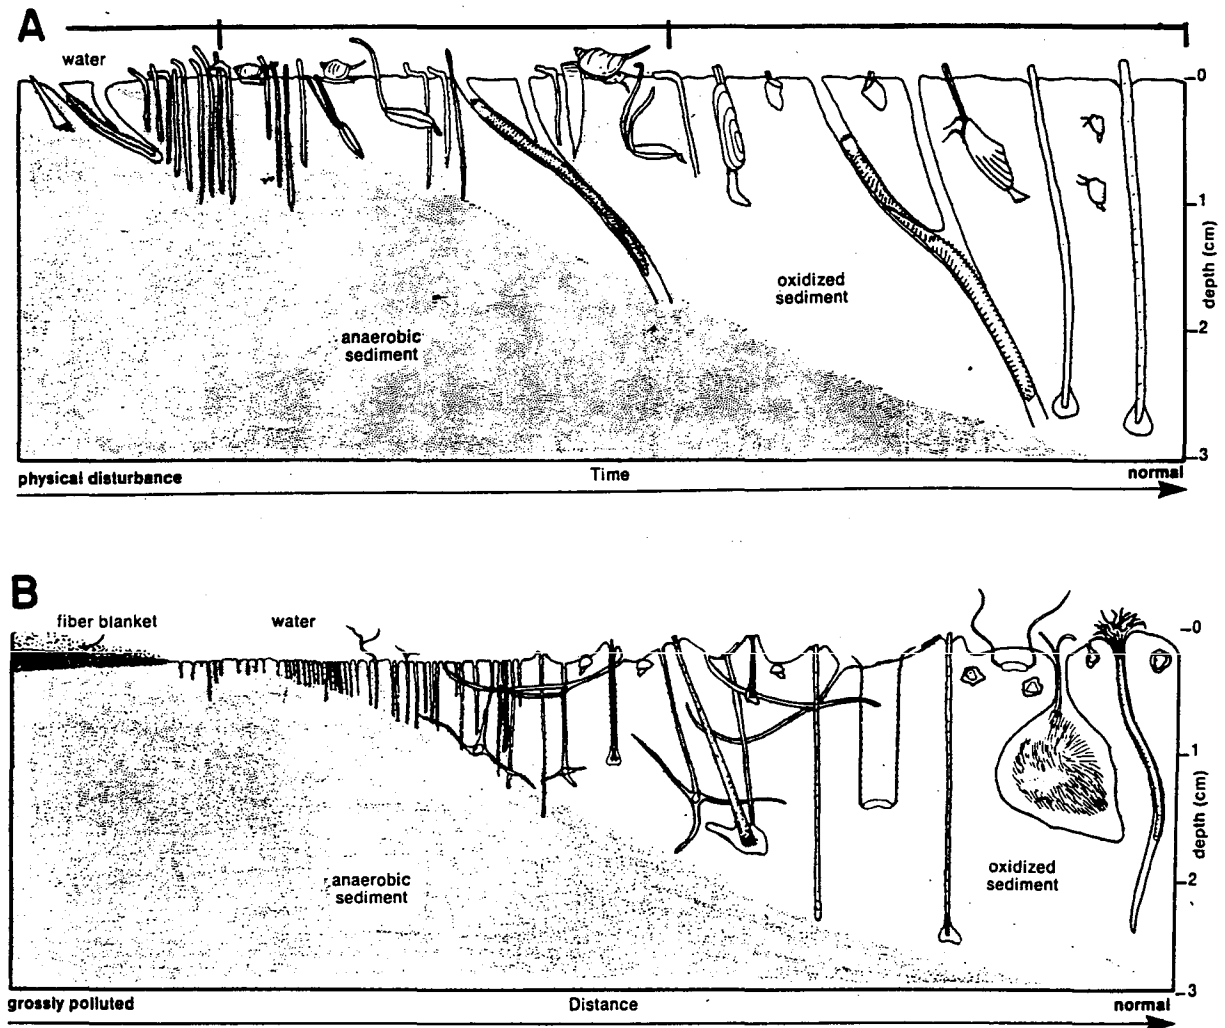 A
water
0
1
2
3
depth (cm)
oxidized
sediment
anaerobic
sediment
physical disturbance
Time
normal
B
fiber blanket
water
0
1
2
3
depth (cm)
oxidized
sediment
anaerobic
sediment
grossly polluted
Distance
normal